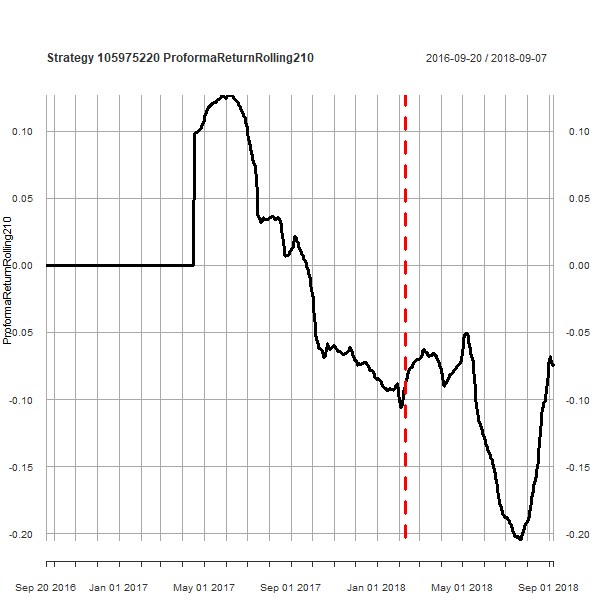 Strategy 105975220 ProformaReturnRolling210
2016-09-20 / 2018-09-07
ProformaReturnRolling210
0.10 0.10
0.05 0.05
0.00 0.00
-0.05 -0.05
-0.10 -0.10
-0.15 -0.15
-0.20 -0.20
Sep 20 2016 Jan 01 2017 May 01 2017 Sep 01 2017 Jan 01 2018 May 01 2018 Sep 01 2018